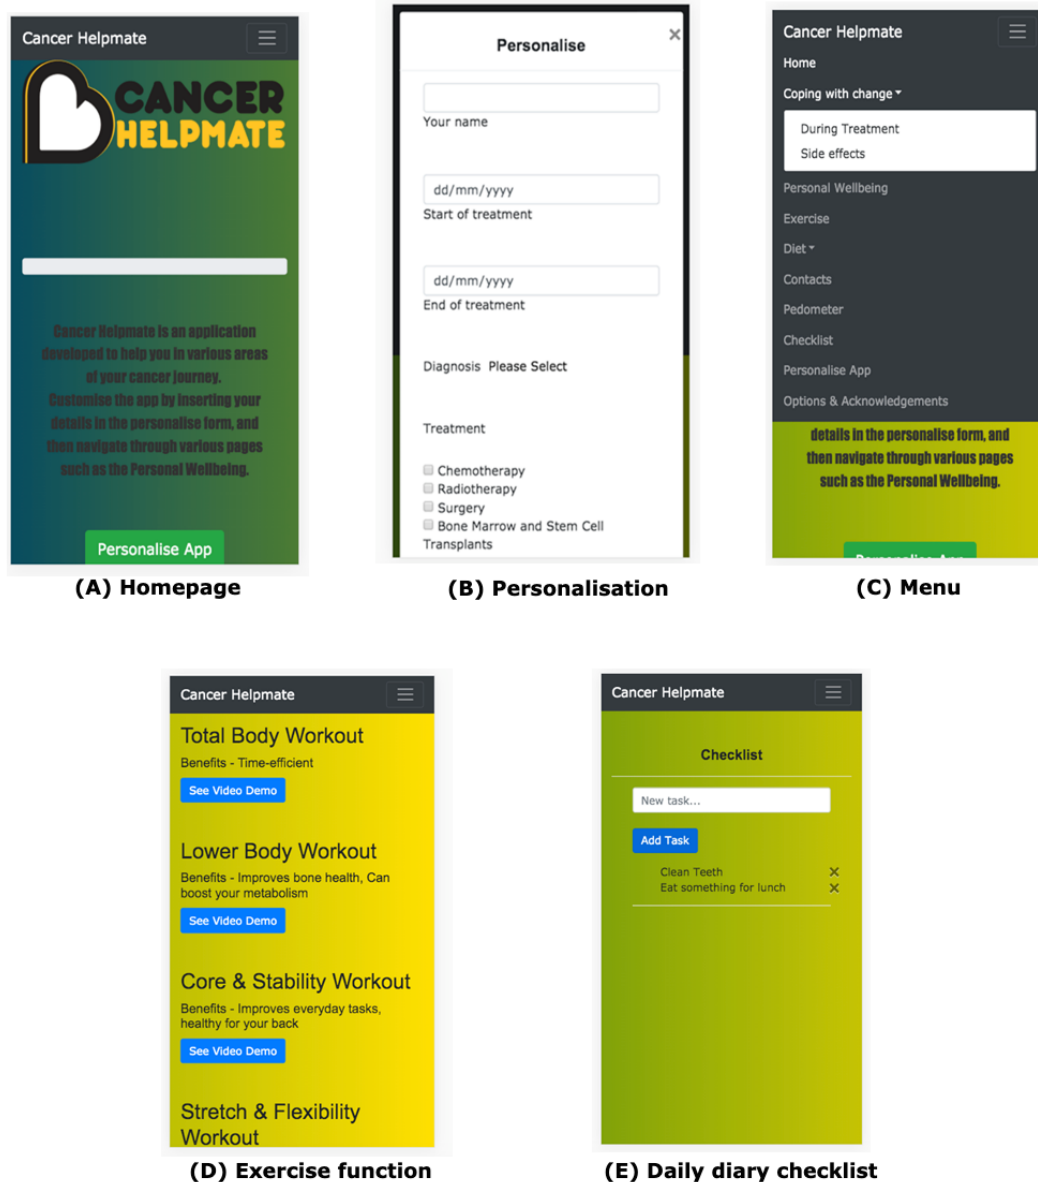 Cancer Helpmate
CANCER
HELPMATE
Cancer Helpmate is an application
developed to help you in various areas
of your cancer journey.
Customise the app by inserting your
details in the personalise form, and
then navigate through various pages
such as the Personal Wellbeing.
Personalise App
(A) Homepage
Personalise
×
Your name
dd/mm/yyyy
Start of treatment
dd/mm/yyyy
End of treatment
Diagnosis Please Select
Treatment
Chemotherapy
Radiotherapy
Surgery
Bone Marrow and Stem Cell
Transplants
(B) Personalisation
Cancer Helpmate
Home
Coping with change
During Treatment
Side effects
Personal Wellbeing
Exercise
Diet
Contacts
Pedometer
Checklist
Personalise App
Options & Acknowledgements
details in the personalise form, and
then navigate through various pages
such as the Personal Wellbeing.
Personalise App
(C) Menu
Cancer Helpmate
Total Body Workout
Benefits - Time-efficient
See Video Demo
Lower Body Workout
Benefits - Improves bone health, Can
boost your metabolism
See Video Demo
Core & Stability Workout
Benefits - Improves everyday tasks,
healthy for your back
See Video Demo
Stretch & Flexibility
Workout
(D) Exercise function
Cancer Helpmate
Checklist
New task...
Add Task
Clean Teeth ×
Eat something for lunch ×
(E) Daily diary checklist